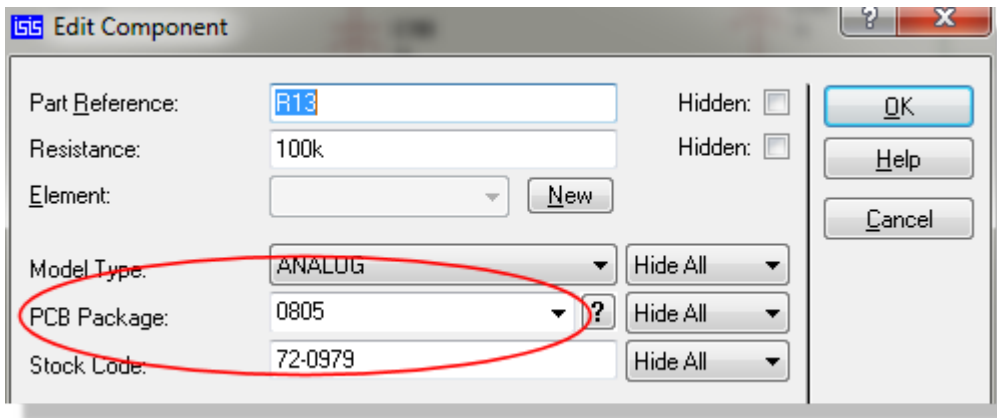 isis Edit Component ? x
Part Reference: R13 Hidden: OK
Resistance: 100k Hidden: Help
Element: New
Cancel
Model Type: ANALOG Hide All
PCB Package: 0805 ? Hide All
Stock Code: 72-0979 Hide All